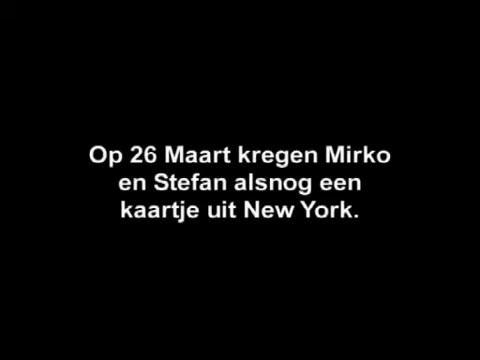 Op 26 Maart kregen Mirko
en Stefan alsnog een
kaartje uit New York.